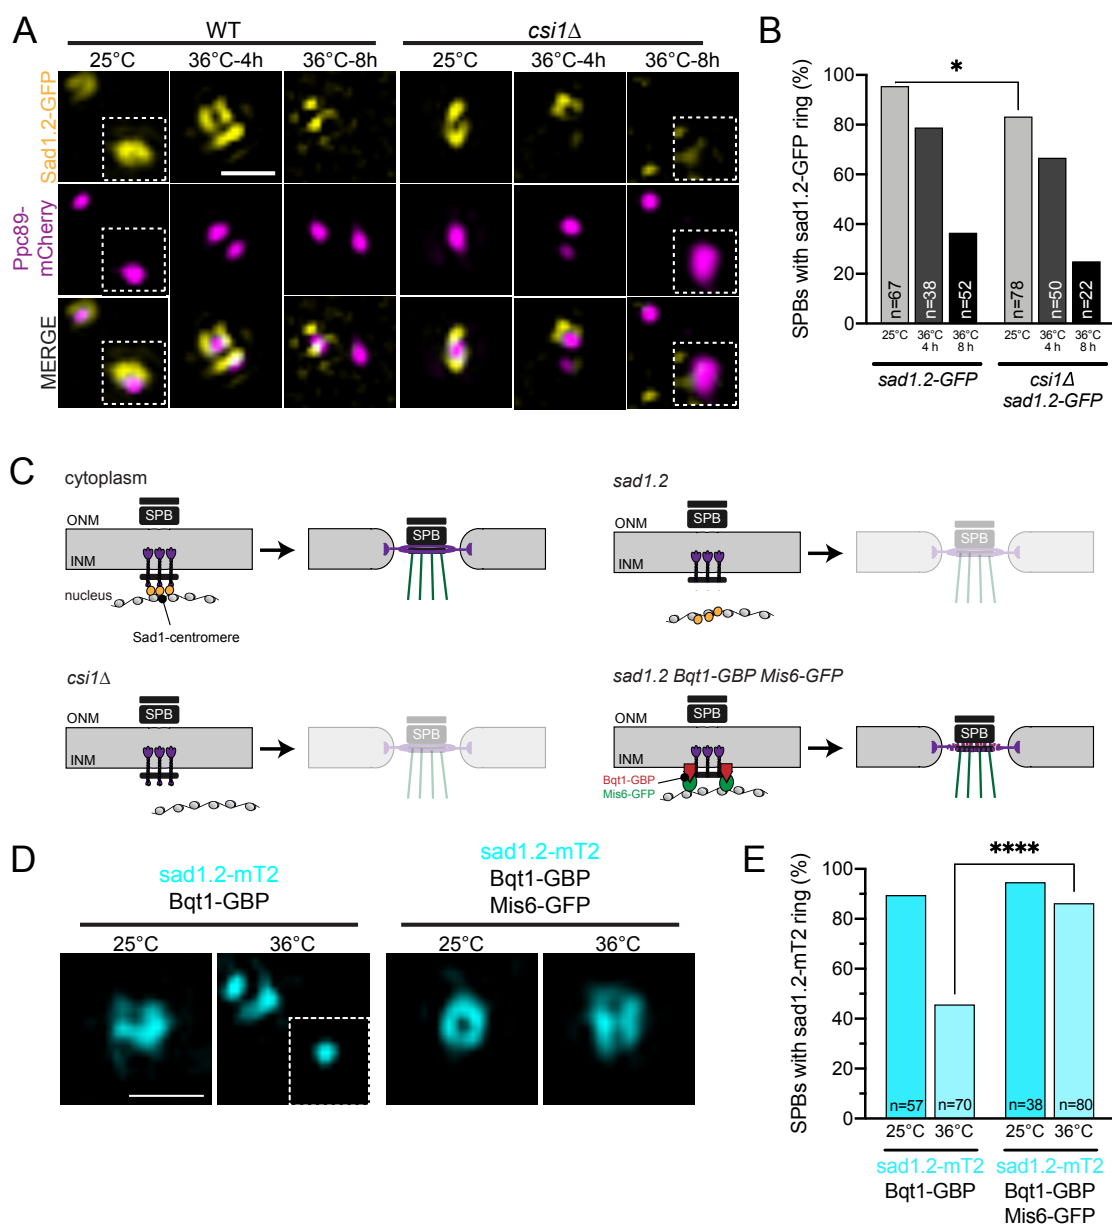 A
WT
csi1Δ
25°C
36°C-4h
36°C-8h
25°C
36°C-4h
36°C-8h
Sad1.2-GFP
Ppc89-
mCherry
MERGE
B
SPBs with sad1.2-GFP ring (%)
100
80
60
40
20
0
*
n=67
n=38
n=52
n=78
n=50
n=22
25°C
36°C
4 h
36°C
8 h
25°C
36°C
4 h
36°C
8 h
sad1.2-GFP
csi1Δ
sad1.2-GFP
C
cytoplasm
ONM
SPB
INM
nucleus
Sad1-centromere
SPB
sad1.2
ONM
SPB
INM
SPB
csi1Δ
ONM
SPB
INM
SPB
sad1.2 Bqt1-GBP Mis6-GFP
ONM
SPB
INM
Bqt1-GBP
Mis6-GFP
SPB
D
sad1.2-mT2
Bqt1-GBP
sad1.2-mT2
Bqt1-GBP
Mis6-GFP
25°C
36°C
25°C
36°C
E
SPBs with sad1.2-mT2 ring (%)
100
80
60
40
20
0
****
n=57
n=70
n=38
n=80
25°C
36°C
25°C
36°C
sad1.2-mT2
Bqt1-GBP
sad1.2-mT2
Bqt1-GBP
Mis6-GFP